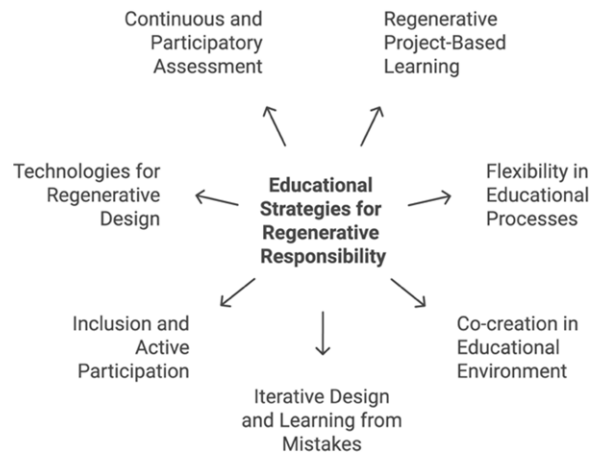 Continuous and
Participatory
Assessment
Regenerative
Project-Based
Learning
Technologies for
Regenerative
Design
Educational
Strategies for
Regenerative
Responsibility
Flexibility in
Educational
Processes
Inclusion and
Active
Participation
Co-creation in
Educational
Environment
Iterative Design
and Learning from
Mistakes